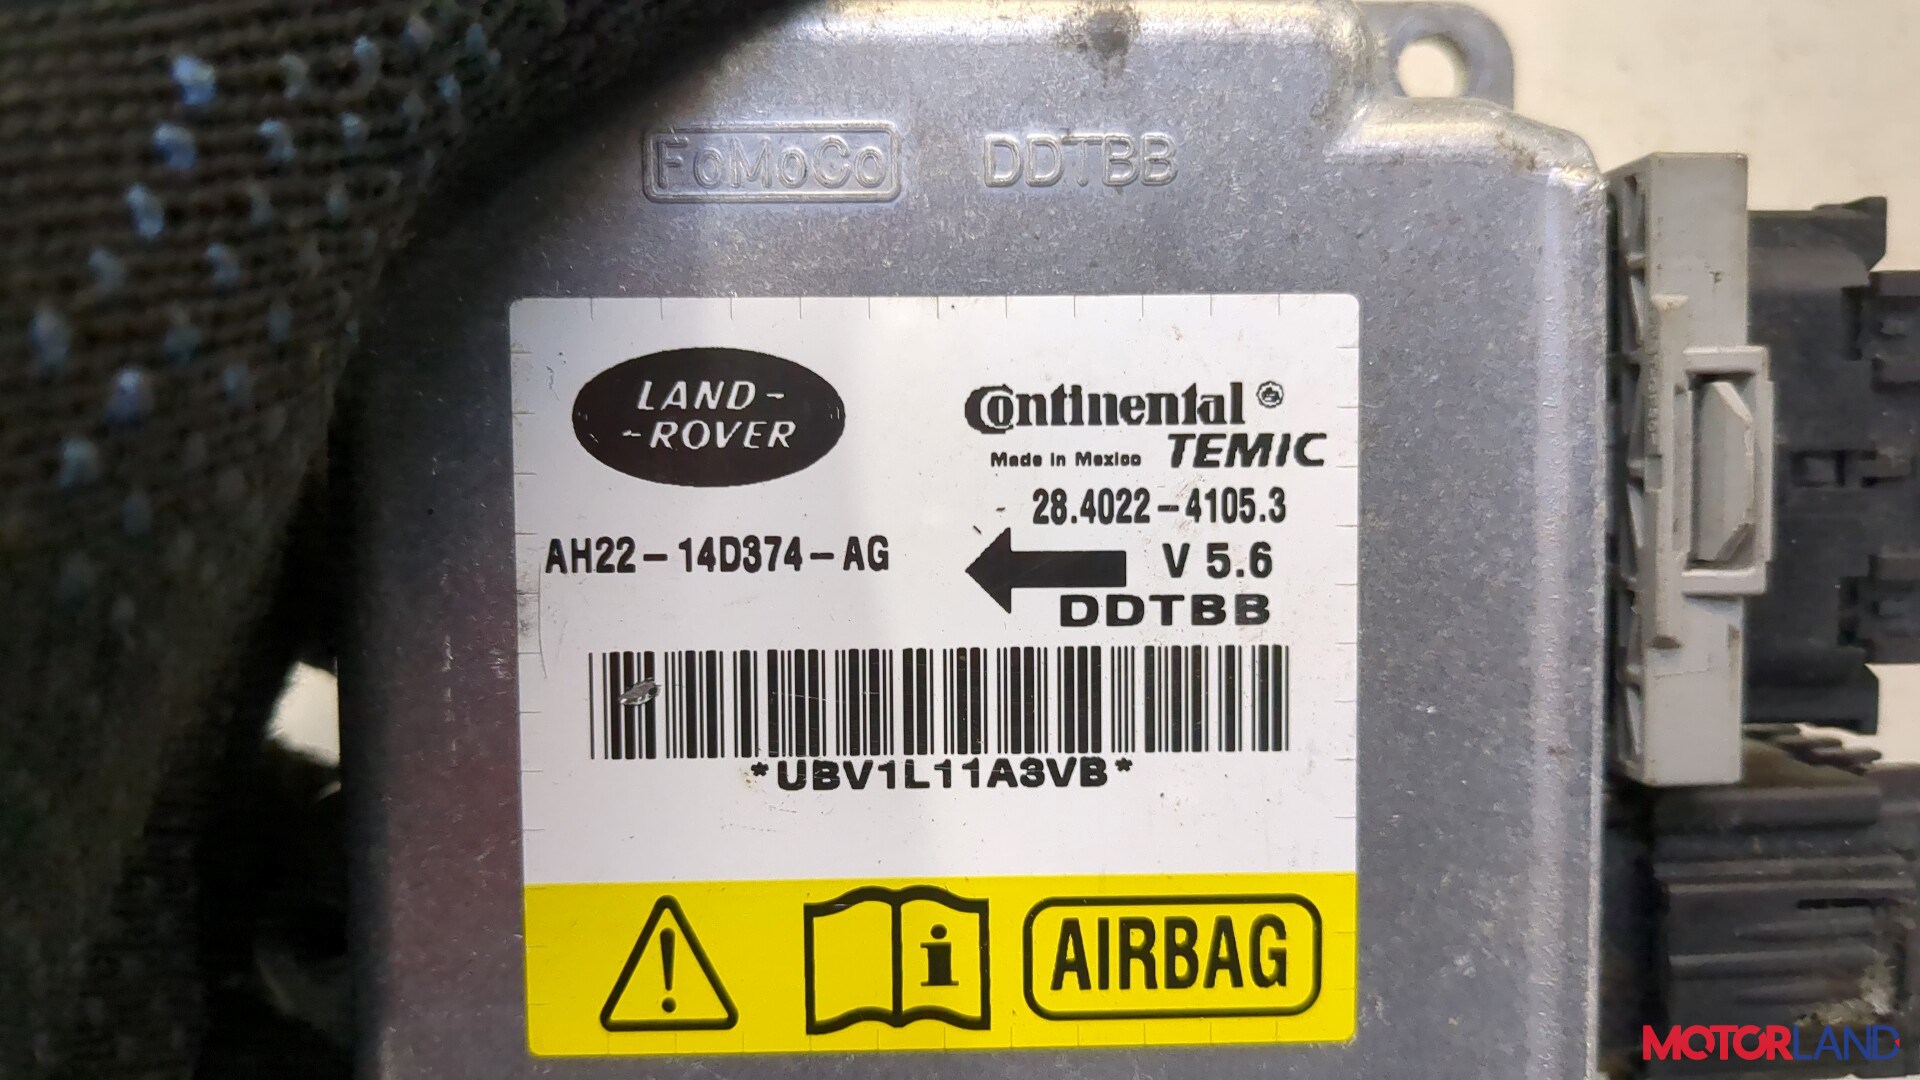 FoMoCo DDTBB
LAND-
-ROVER
Continental
Made in Mexico TEMIC
28.4022-4105.3
AH22-14D374-AG
V 5.6
DDTBB
*UBV1L11A3VB*
! i AIRBAG
MOTORLAND